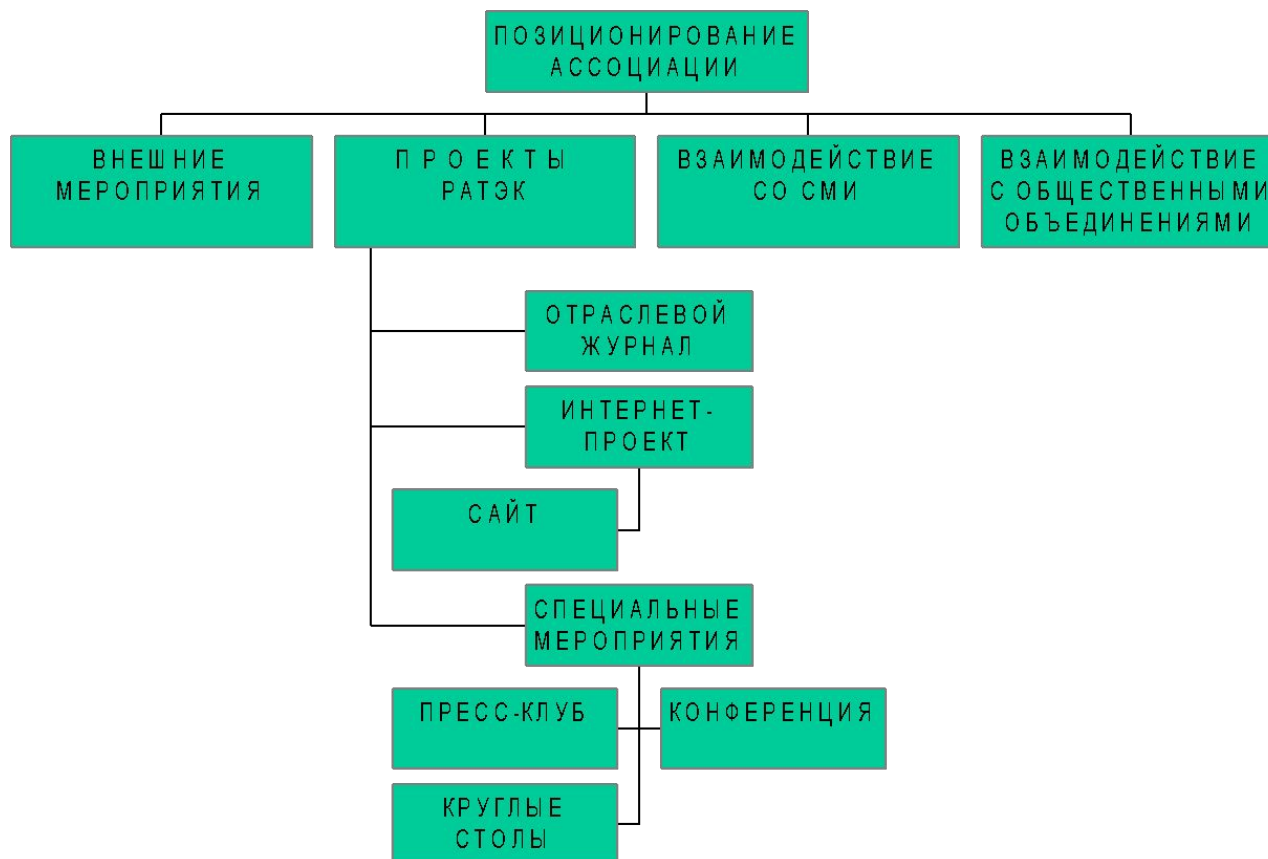 ПОЗИЦИОНИРОВАНИЕ
АССОЦИАЦИИ
ВНЕШНИЕ
МЕРОПРИЯТИЯ
ПРОЕКТЫ
РАТЭК
ВЗАИМОДЕЙСТВИЕ
СО СМИ
ВЗАИМОДЕЙСТВИЕ
С ОБЩЕСТВЕННЫМИ
ОБЪЕДИНЕНИЯМИ
ОТРАСЛЕВОЙ
ЖУРНАЛ
ИНТЕРНЕТ-
ПРОЕКТ
САЙТ
СПЕЦИАЛЬНЫЕ
МЕРОПРИЯТИЯ
ПРЕСС-КЛУБ
КОНФЕРЕНЦИЯ
КРУГЛЫЕ
СТОЛЫ